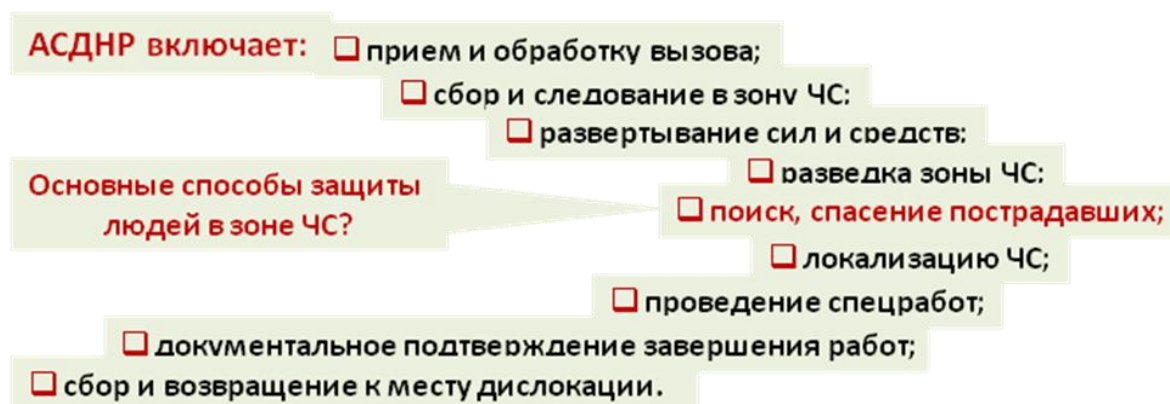 АСДНР включает:
❑ прием и обработку вызова;
❑ сбор и следование в зону ЧС;
❑ развертывание сил и средств;
❑ разведка зоны ЧС;
Основные способы защиты
людей в зоне ЧС?
❑ поиск, спасение пострадавших;
❑ локализацию ЧС;
❑ проведение спецработ;
❑ документальное подтверждение завершения работ;
❑ сбор и возвращение к месту дислокации.